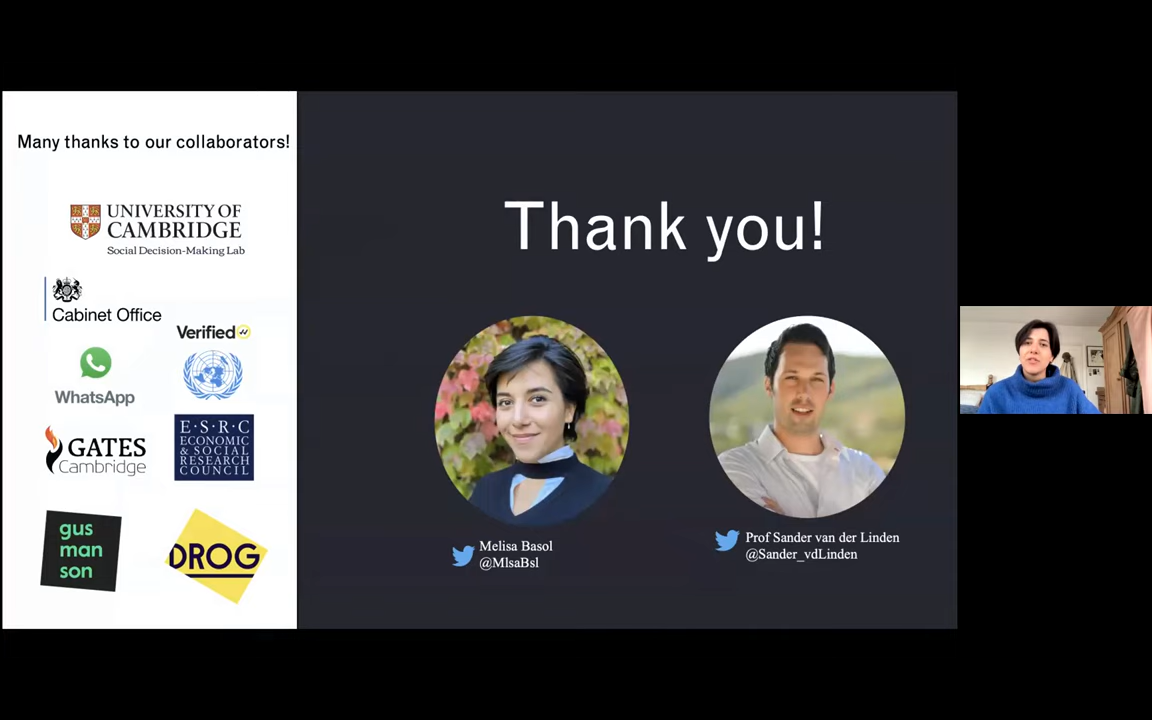 Many thanks to our collaborators!
UNIVERSITY OF
CAMBRIDGE
Social Decision-Making Lab
Cabinet Office
Verified
WhatsApp
GATES
Cambridge
E·S·R·C
ECONOMIC
& SOCIAL
RESEARCH
COUNCIL
gus
man
son
DROG
Thank you!
Melisa Basol
@MlsaBsl
Prof Sander van der Linden
@Sander_vdLinden